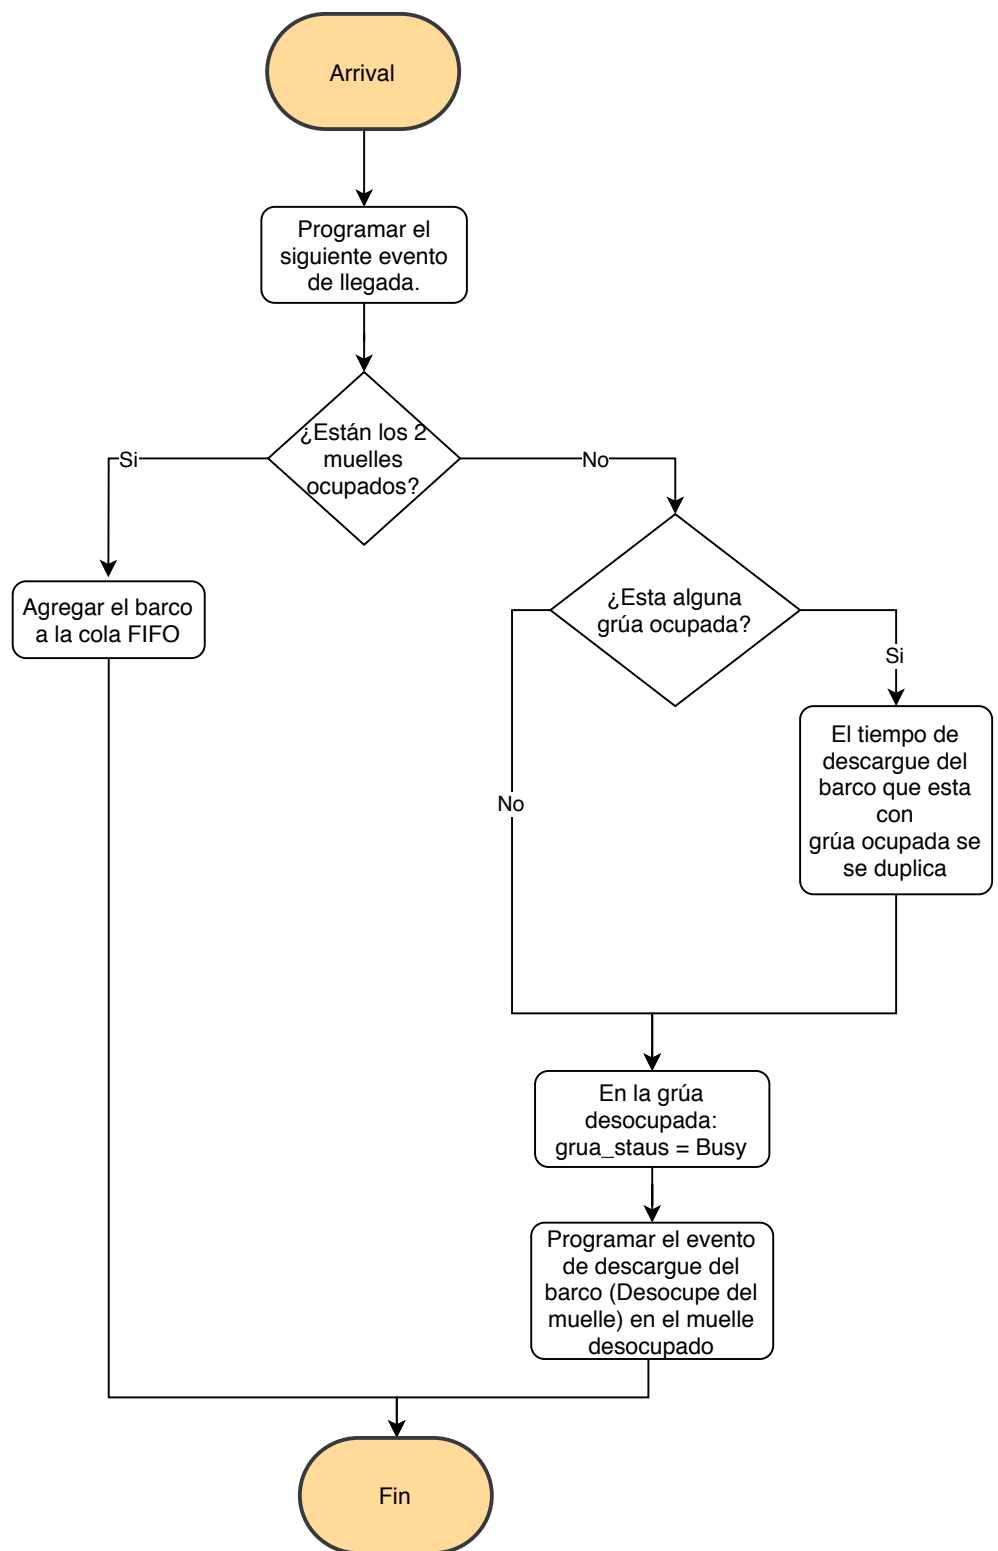 Arrival
Programar el
siguiente evento
de llegada.
¿Están los 2
muelles
ocupados?
Si
No
Agregar el barco
a la cola FIFO
¿Esta alguna
grúa ocupada?
Si
No
El tiempo de
descargue del
barco que esta
con
grúa ocupada se
se duplica
En la grúa
desocupada:
grua_staus = Busy
Programar el evento
de descargue del
barco (Desocupe del
muelle) en el muelle
desocupado
Fin